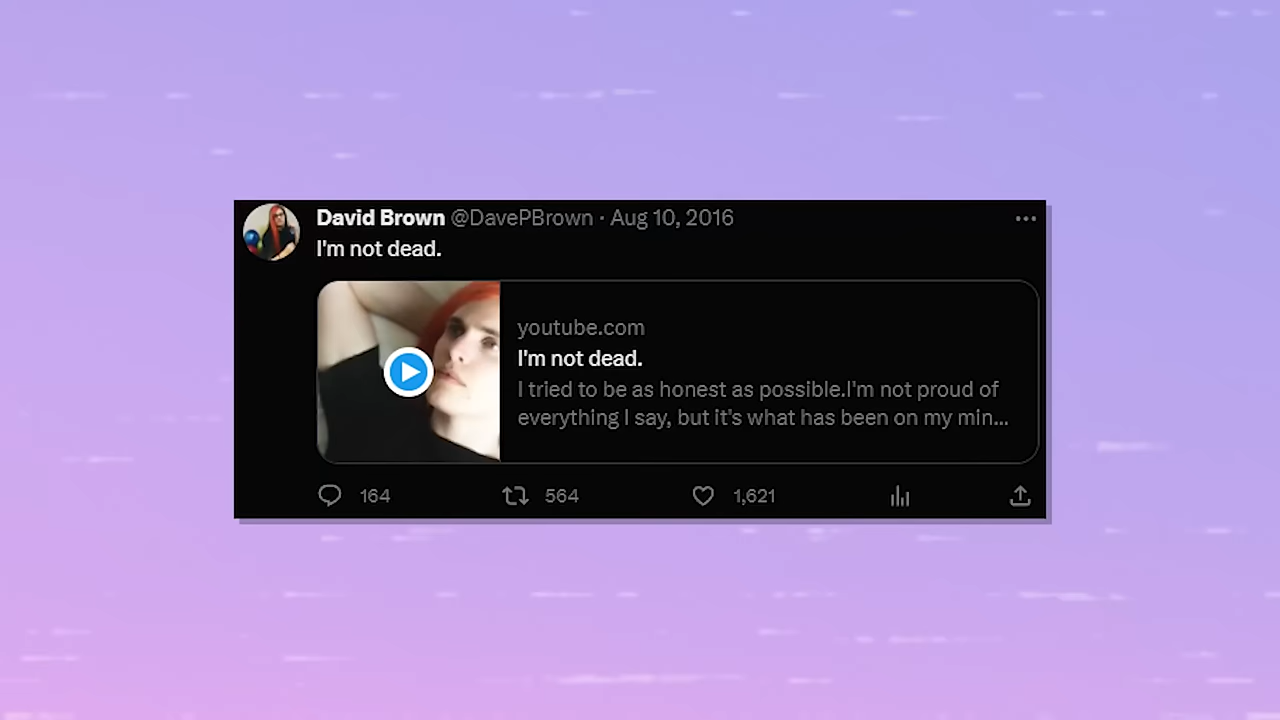 David Brown @DavePBrown · Aug 10, 2016
I'm not dead.
youtube.com
I'm not dead.
I tried to be as honest as possible.I'm not proud of
everything I say, but it's what has been on my min...
164 564 1,621